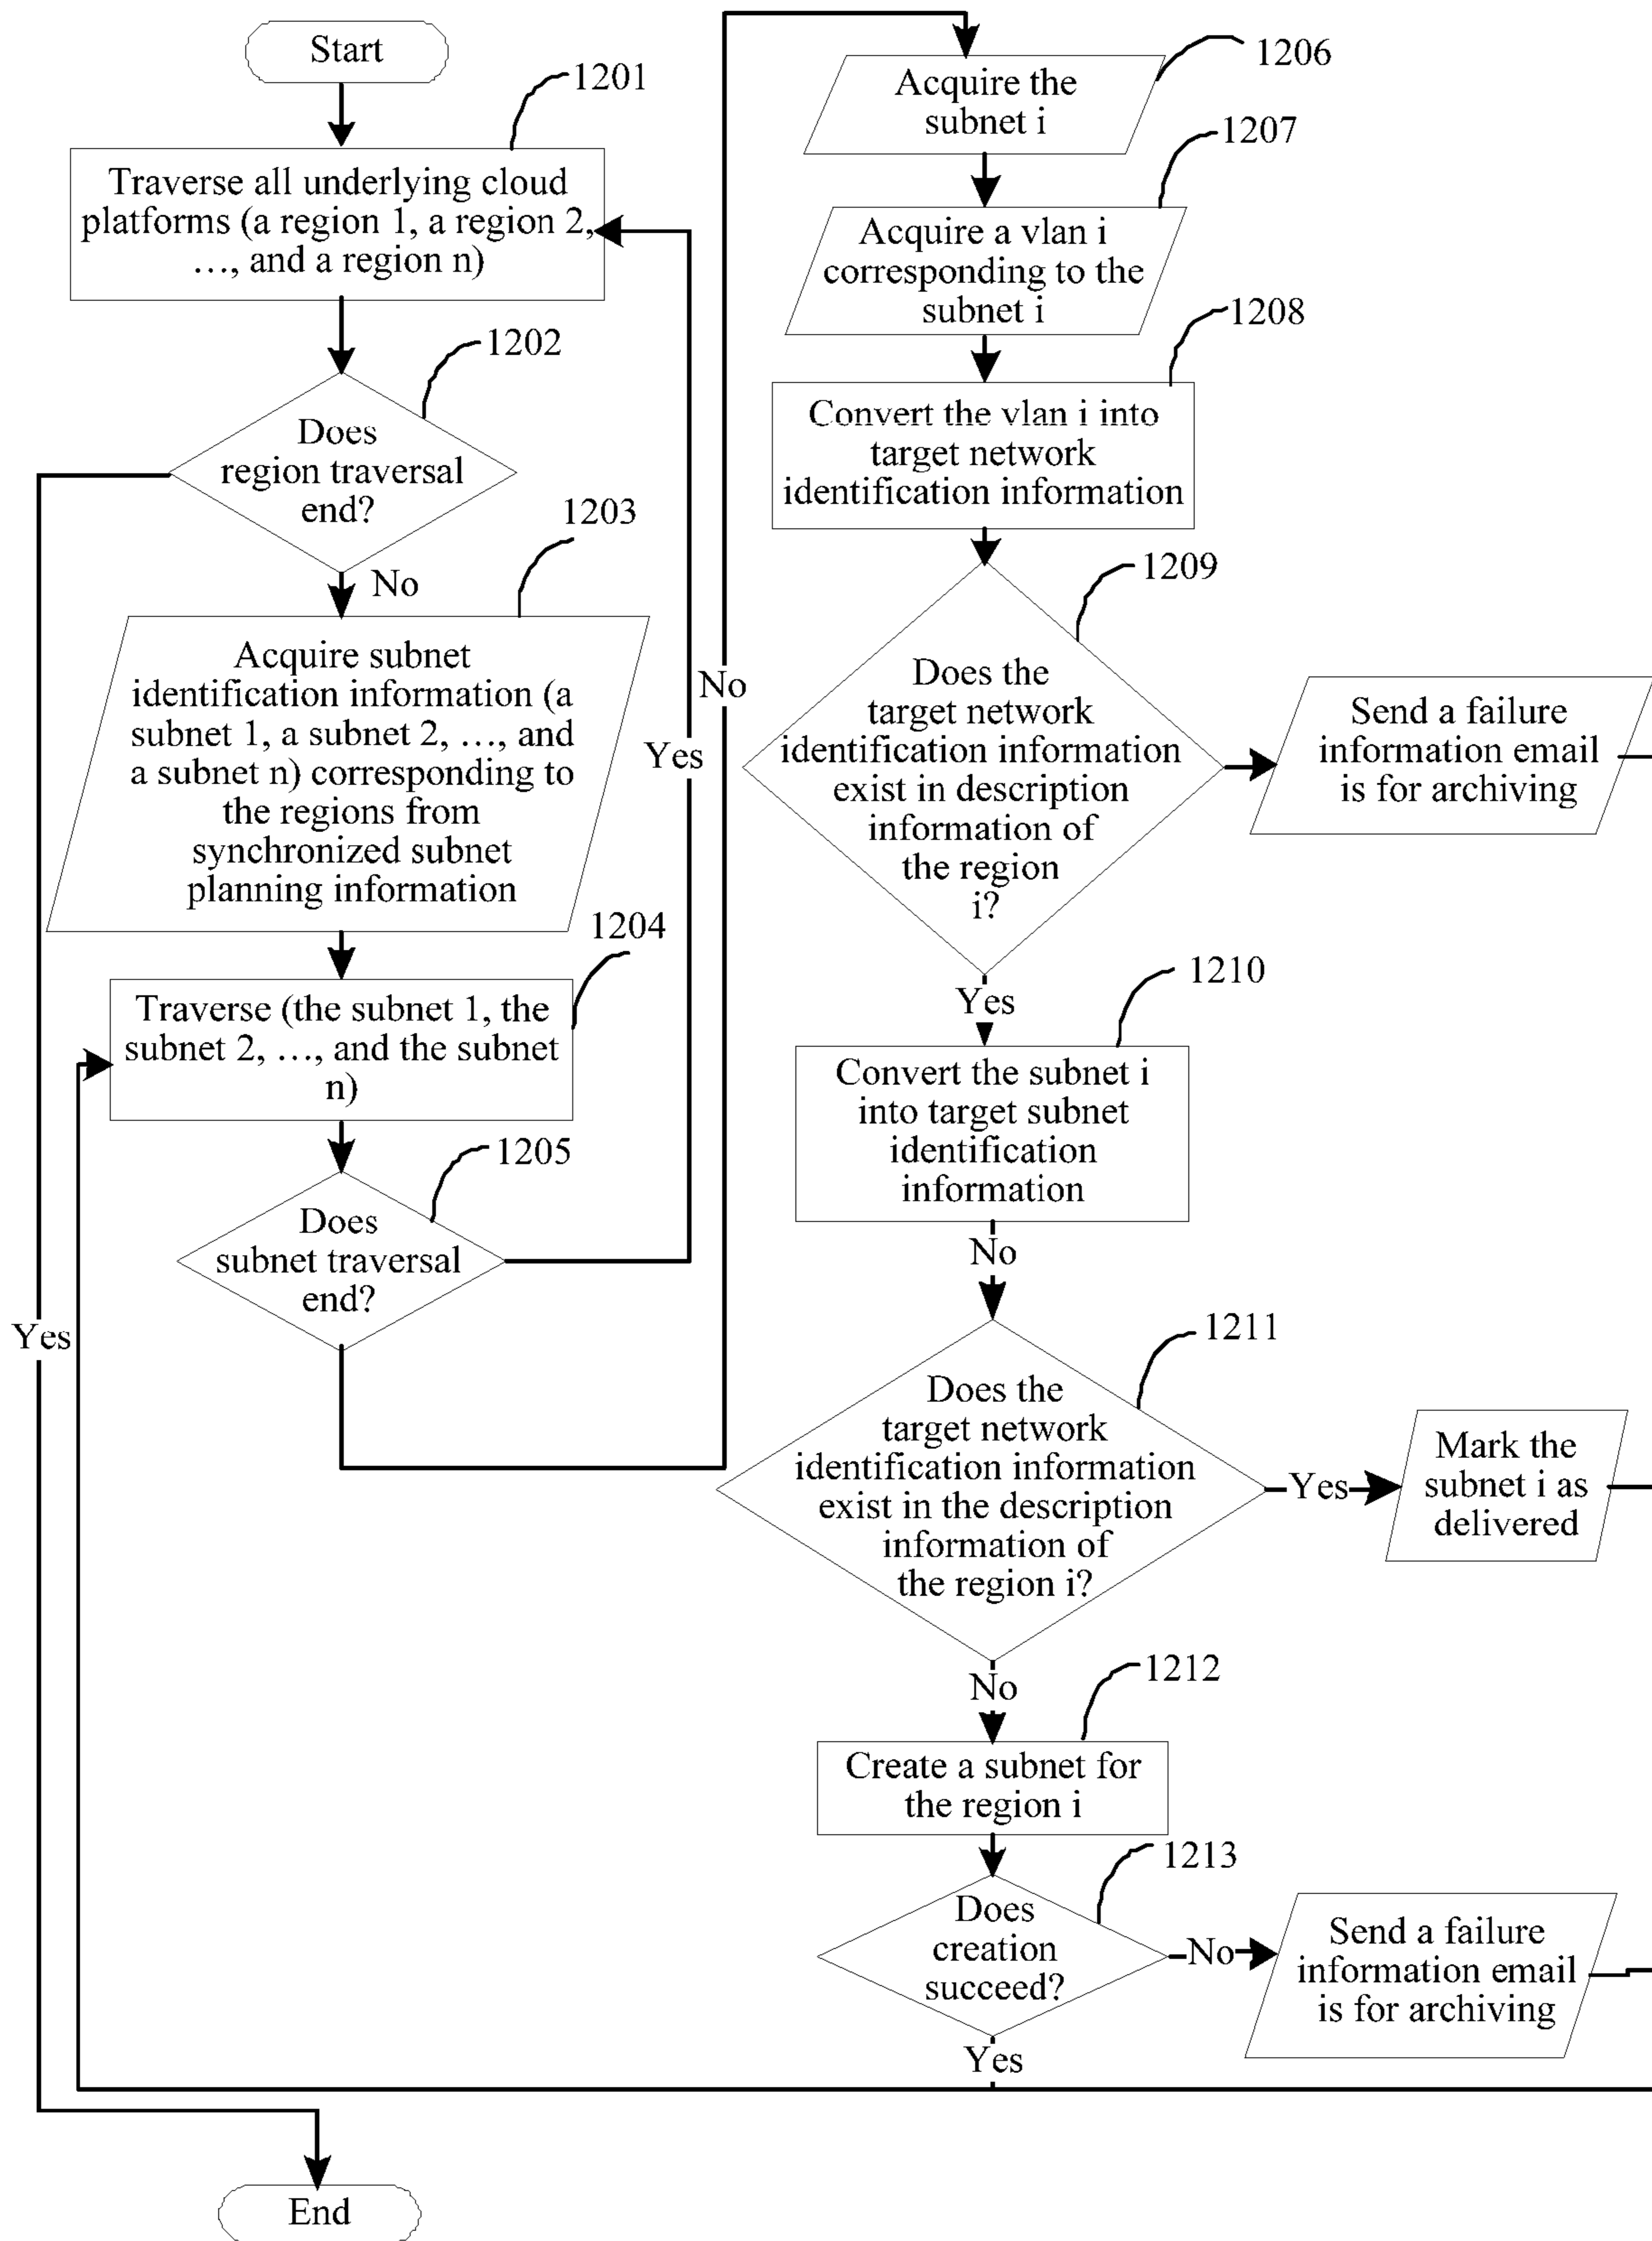 Start
1201
Traverse all underlying cloud
platforms (a region 1, a region 2,
…, and a region n)
1202
Does
region traversal
end?
No
1203
Acquire subnet
identification information (a
subnet 1, a subnet 2, …, and
a subnet n) corresponding to
the regions from
synchronized subnet
planning information
1204
Traverse (the subnet 1, the
subnet 2, …, and the subnet
n)
1205
Does
subnet traversal
end?
Yes
Yes
No
1206
Acquire the
subnet i
1207
Acquire a vlan i
corresponding to the
subnet i
1208
Convert the vlan i into
target network
identification information
1209
Does the
target network
identification information
exist in description
information of
the region
i?
Send a failure
information email
is for archiving
Yes
1210
Convert the subnet i
into target subnet
identification
information
No
1211
Does the
target network
identification information
exist in the description
information of
the region i?
Yes
Mark the
subnet i as
delivered
No
1212
Create a subnet for
the region i
1213
Does
creation
succeed?
No
Send a failure
information email
is for archiving
Yes
End